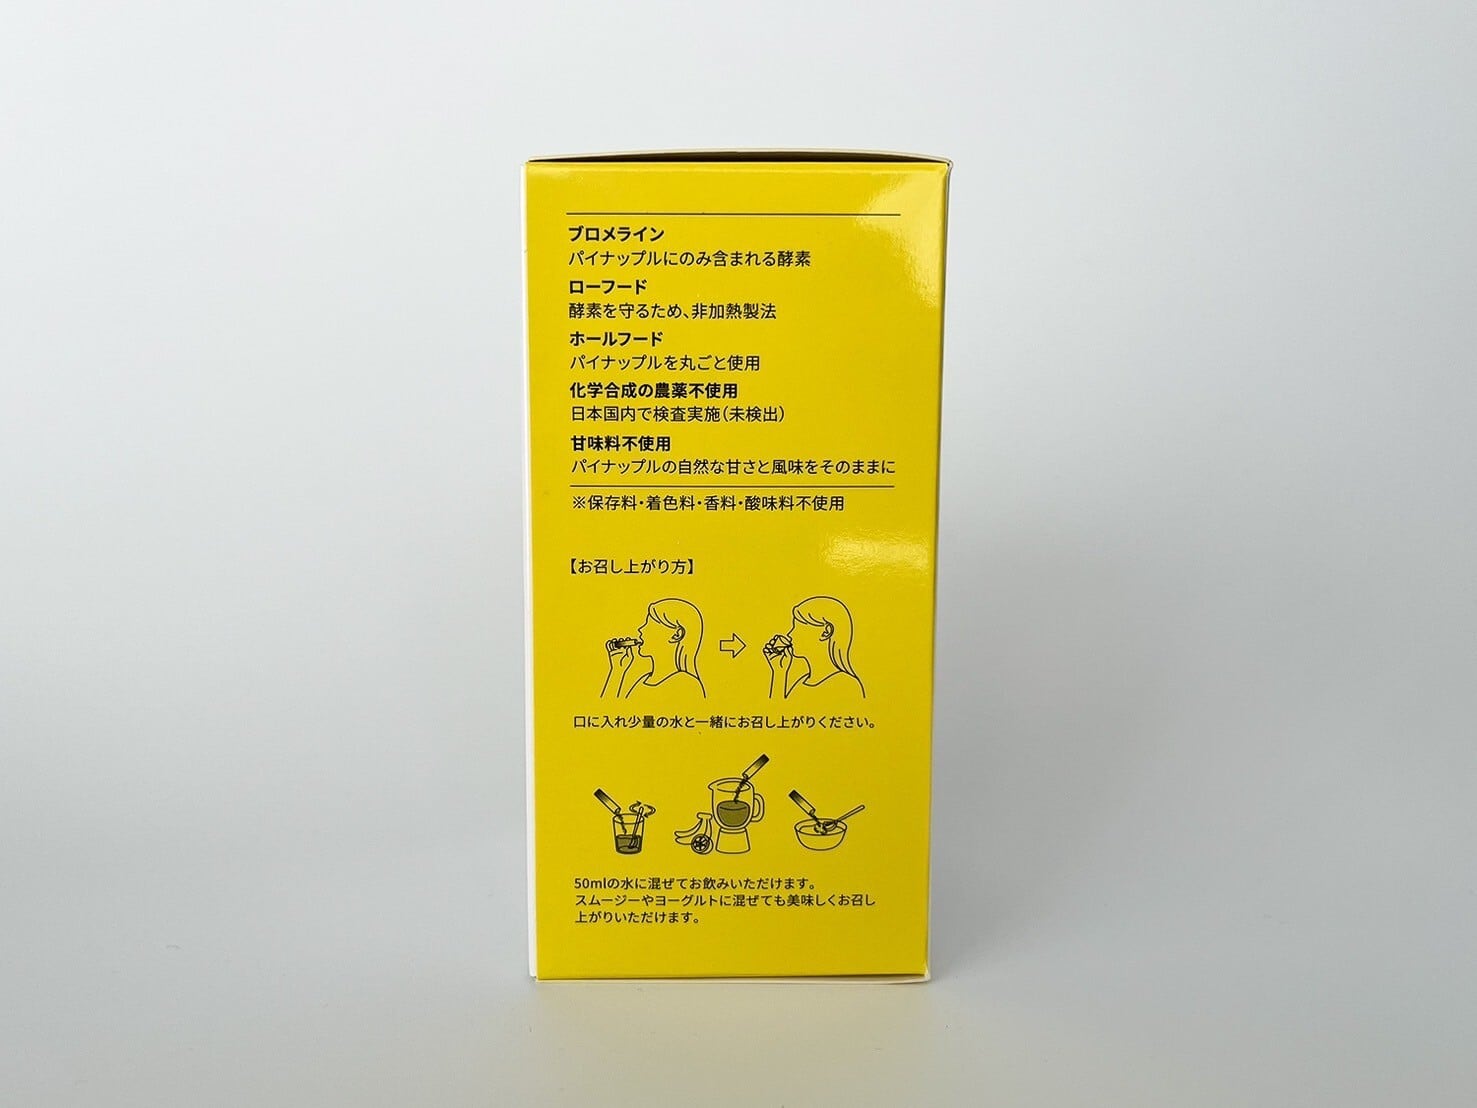 ブロメライン
パイナップルにのみ含まれる酵素
ローフード
酵素を守るため、非加熱製法
ホールフード
パイナップルを丸ごと使用
化学合成の農薬不使用
日本国内で検査実施(未検出)
甘味料不使用
パイナップルの自然な甘さと風味をそのままに
※保存料・着色料・香料・酸味料不使用
【お召し上がり方】
口に入れ少量の水と一緒にお召し上がりください。
50mlの水に混ぜてお飲みいただけます。
スムージーやヨーグルトに混ぜても美味しくお召し
上がりいただけます。